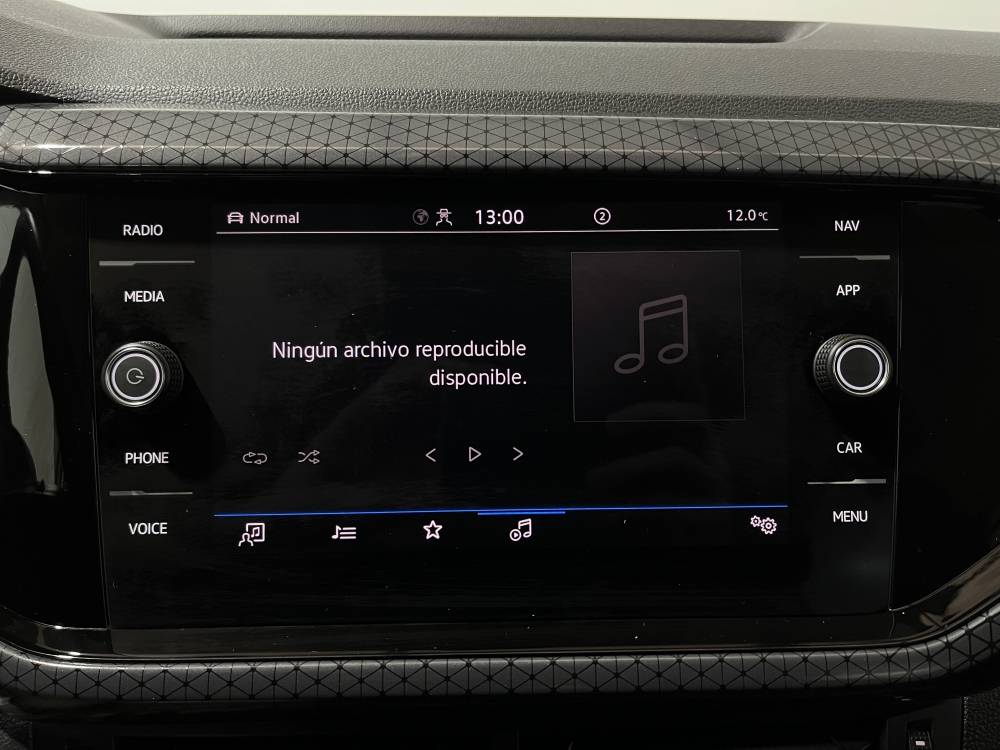 RADIO
MEDIA
PHONE
VOICE
Normal
13:00
2
12.0°C
Ningún archivo reproducible
disponible.
NAV
APP
CAR
MENU